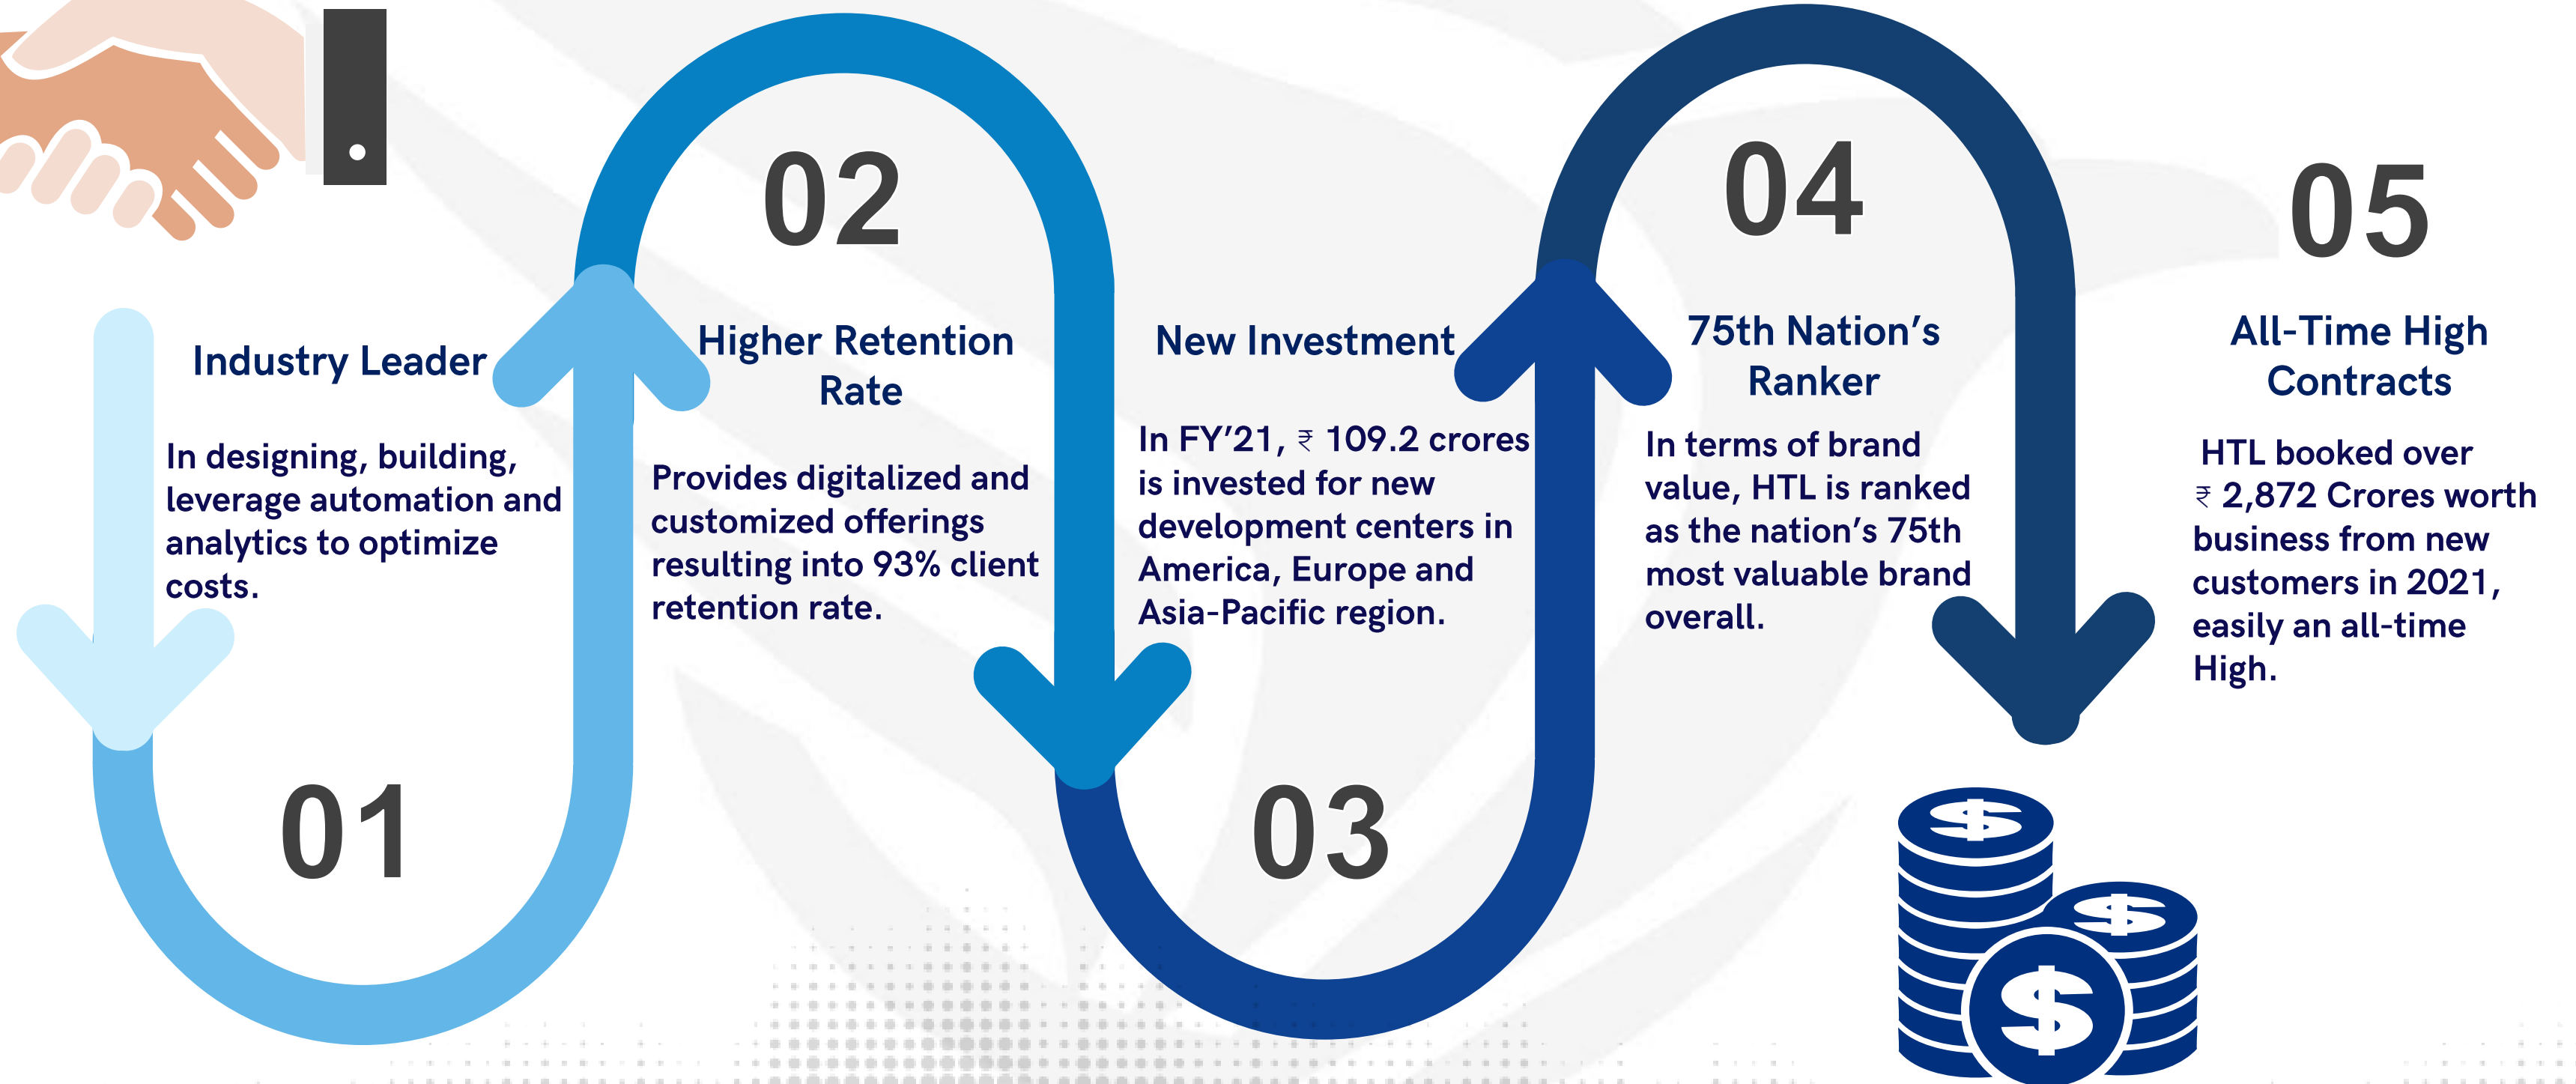 01
Industry Leader
In designing, building,
leverage automation and
analytics to optimize
costs.
02
Higher Retention
Rate
Provides digitalized and
customized offerings
resulting into 93% client
retention rate.
New Investment
In FY’21, ₹ 109.2 crores
is invested for new
development centers in
America, Europe and
Asia-Pacific region.
03
04
75th Nation’s
Ranker
In terms of brand
value, HTL is ranked
as the nation’s 75th
most valuable brand
overall.
05
All-Time High
Contracts
HTL booked over
₹ 2,872 Crores worth
business from new
customers in 2021,
easily an all-time
High.
$
$
$